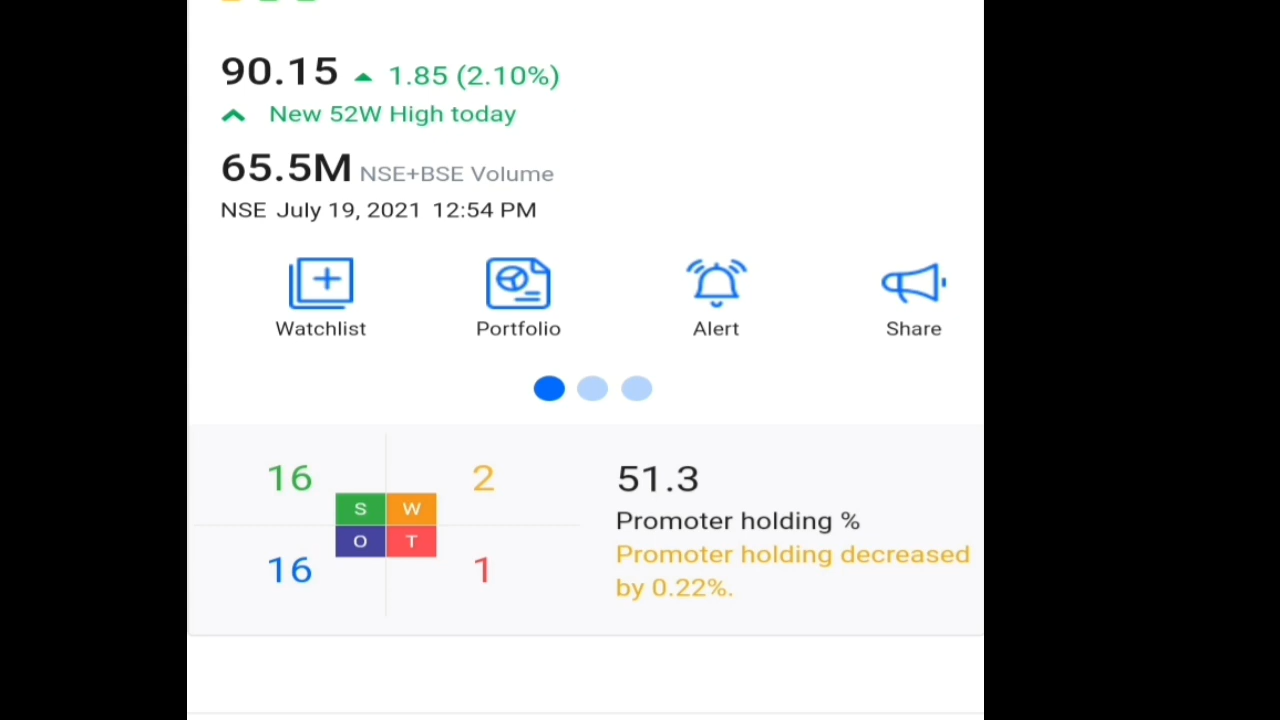 90.15 1.85 (2.10%)
New 52W High today
65.5M NSE+BSE Volume
NSE July 19, 2021 12:54 PM
Watchlist Portfolio Alert Share
16 2
S W
O T
16 1
51.3
Promoter holding %
Promoter holding decreased
by 0.22%.